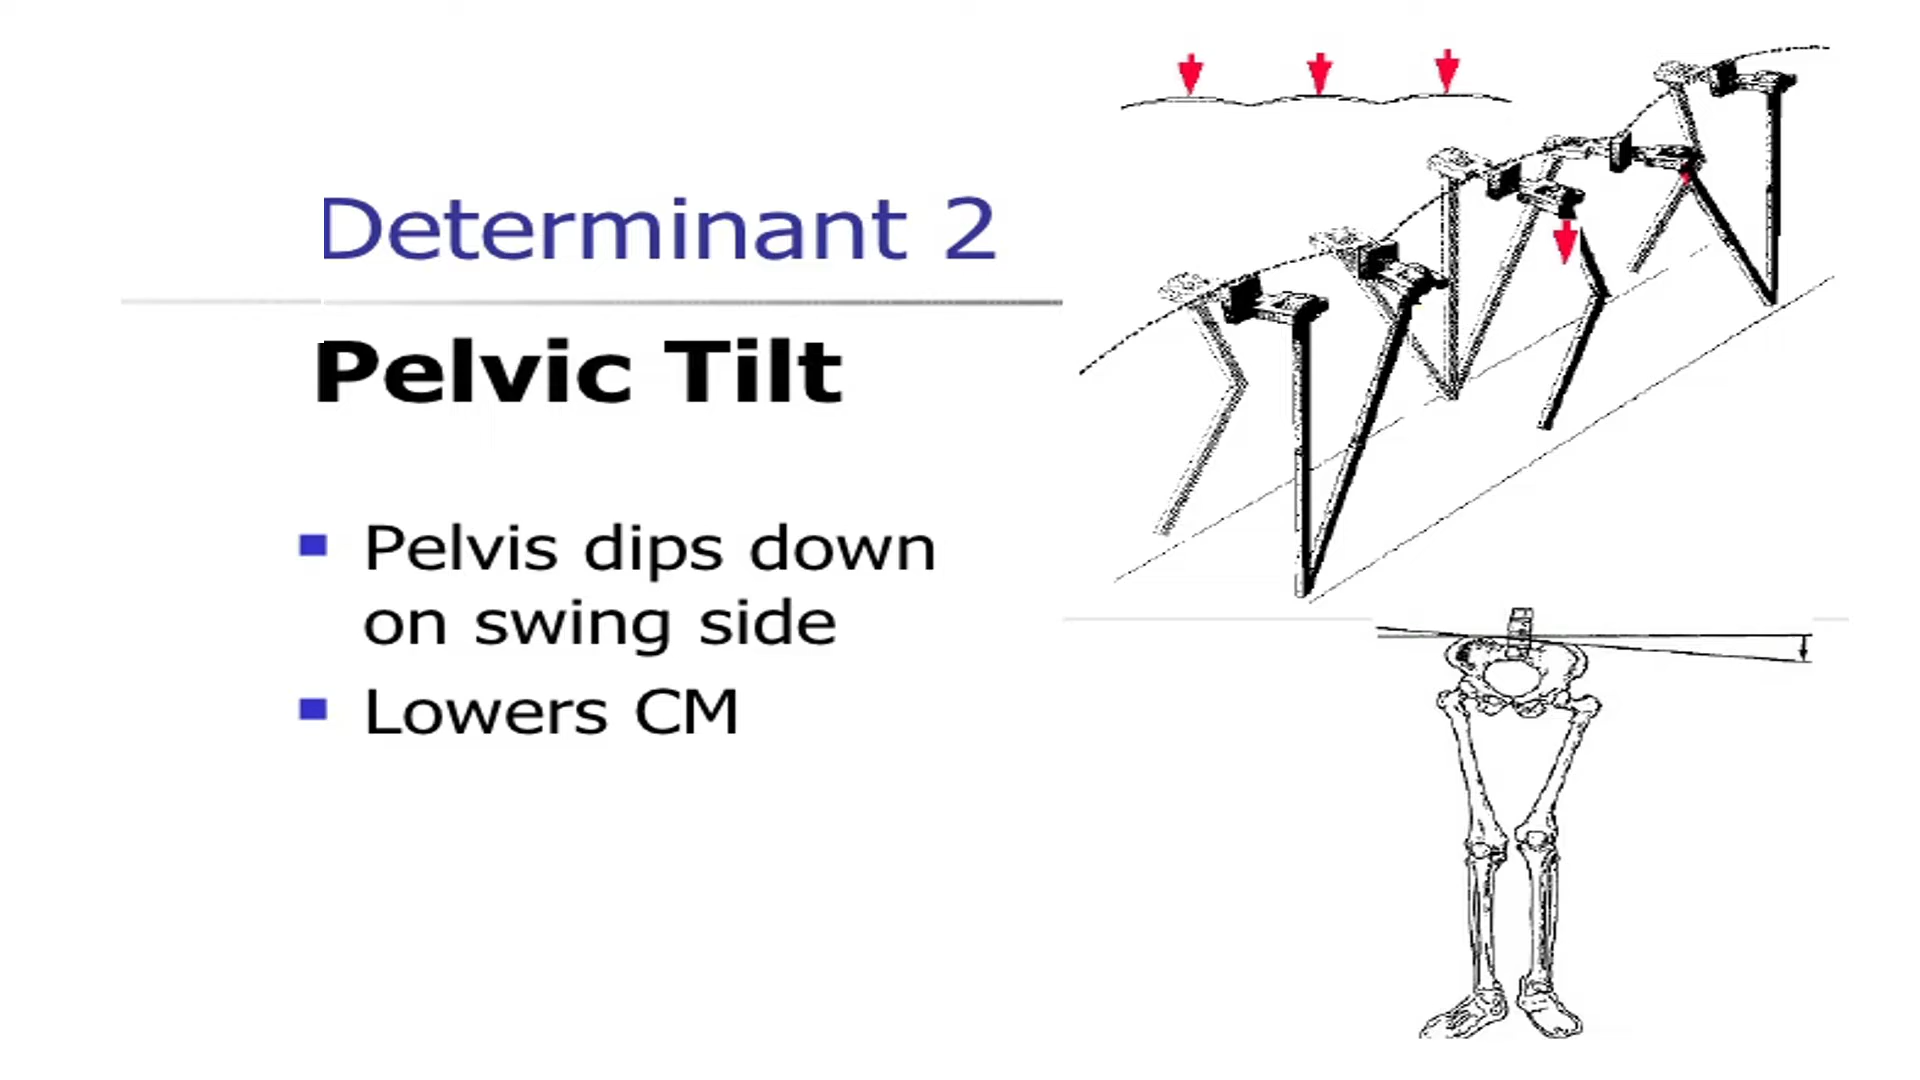 Determinant 2
Pelvic Tilt
Pelvis dips down
on swing side
Lowers CM